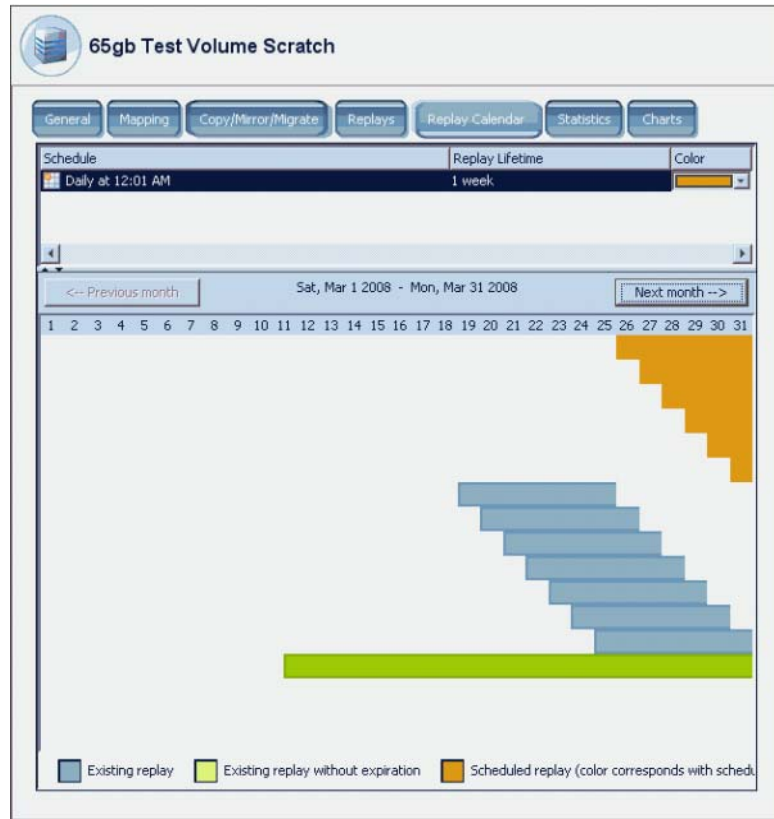 65gb Test Volume Scratch
General Mapping Copy/Mirror/Migrate Replays Replay Calendar Statistics Charts
Schedule Replay Lifetime Color
Daily at 12:01 AM 1 week
<-- Previous month Sat, Mar 1 2008 - Mon, Mar 31 2008 Next month -->
1 2 3 4 5 6 7 8 9 10 11 12 13 14 15 16 17 18 19 20 21 22 23 24 25 26 27 28 29 30 31
Existing replay Existing replay without expiration Scheduled replay (color corresponds with schedu